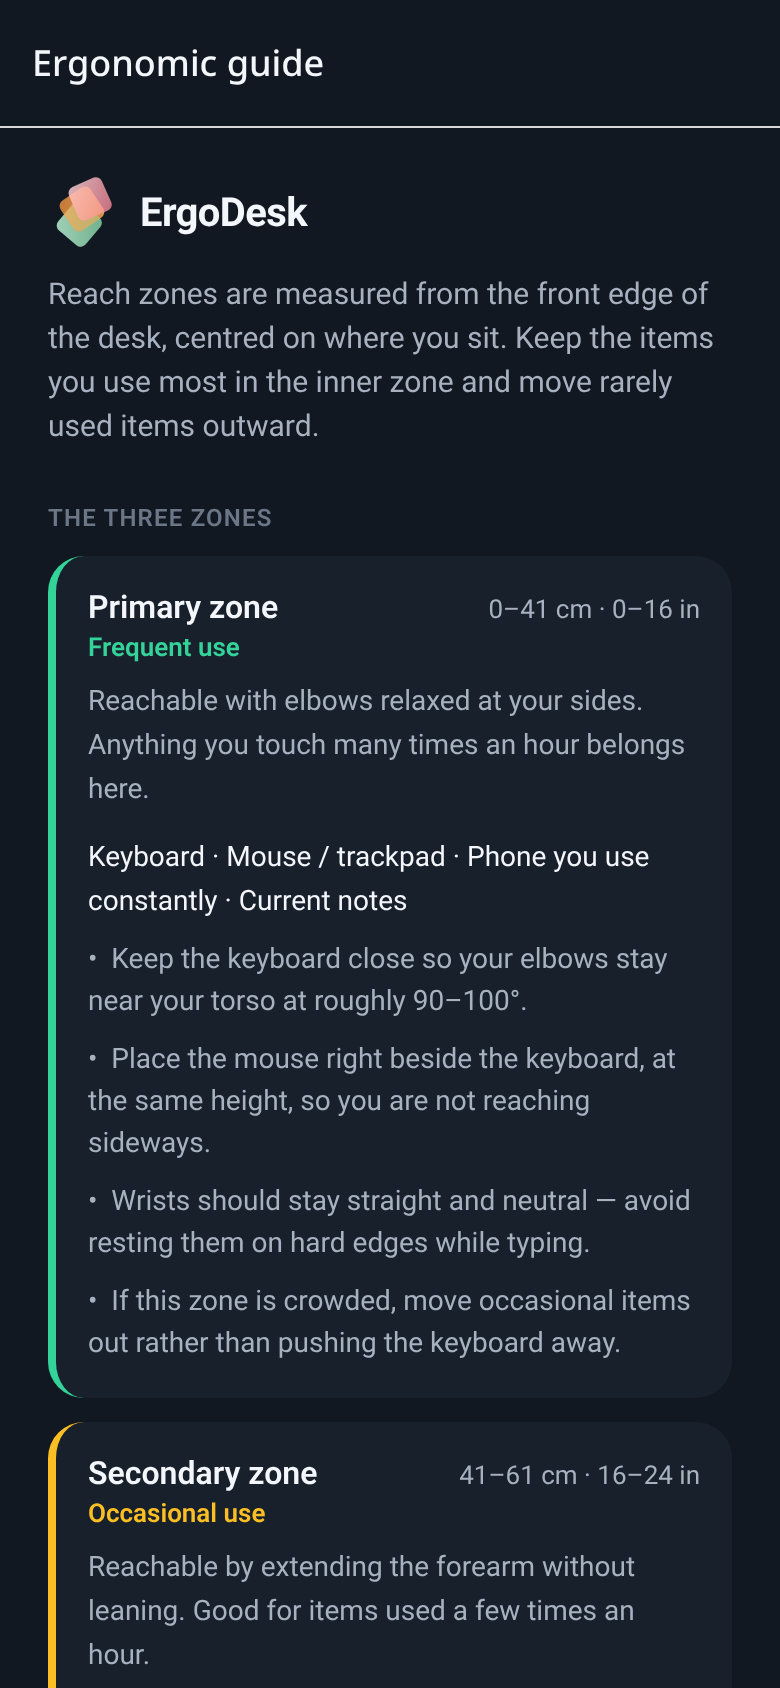 Ergonomic guide
ErgoDesk
Reach zones are measured from the front edge of
the desk, centred on where you sit. Keep the items
you use most in the inner zone and move rarely
used items outward.
THE THREE ZONES
Primary zone
0–41 cm · 0–16 in
Frequent use
Reachable with elbows relaxed at your sides.
Anything you touch many times an hour belongs
here.
Keyboard · Mouse / trackpad · Phone you use
constantly · Current notes
• Keep the keyboard close so your elbows stay
near your torso at roughly 90–100°.
• Place the mouse right beside the keyboard, at
the same height, so you are not reaching
sideways.
• Wrists should stay straight and neutral — avoid
resting them on hard edges while typing.
• If this zone is crowded, move occasional items
out rather than pushing the keyboard away.
Secondary zone
41–61 cm · 16–24 in
Occasional use
Reachable by extending the forearm without
leaning. Good for items used a few times an
hour.